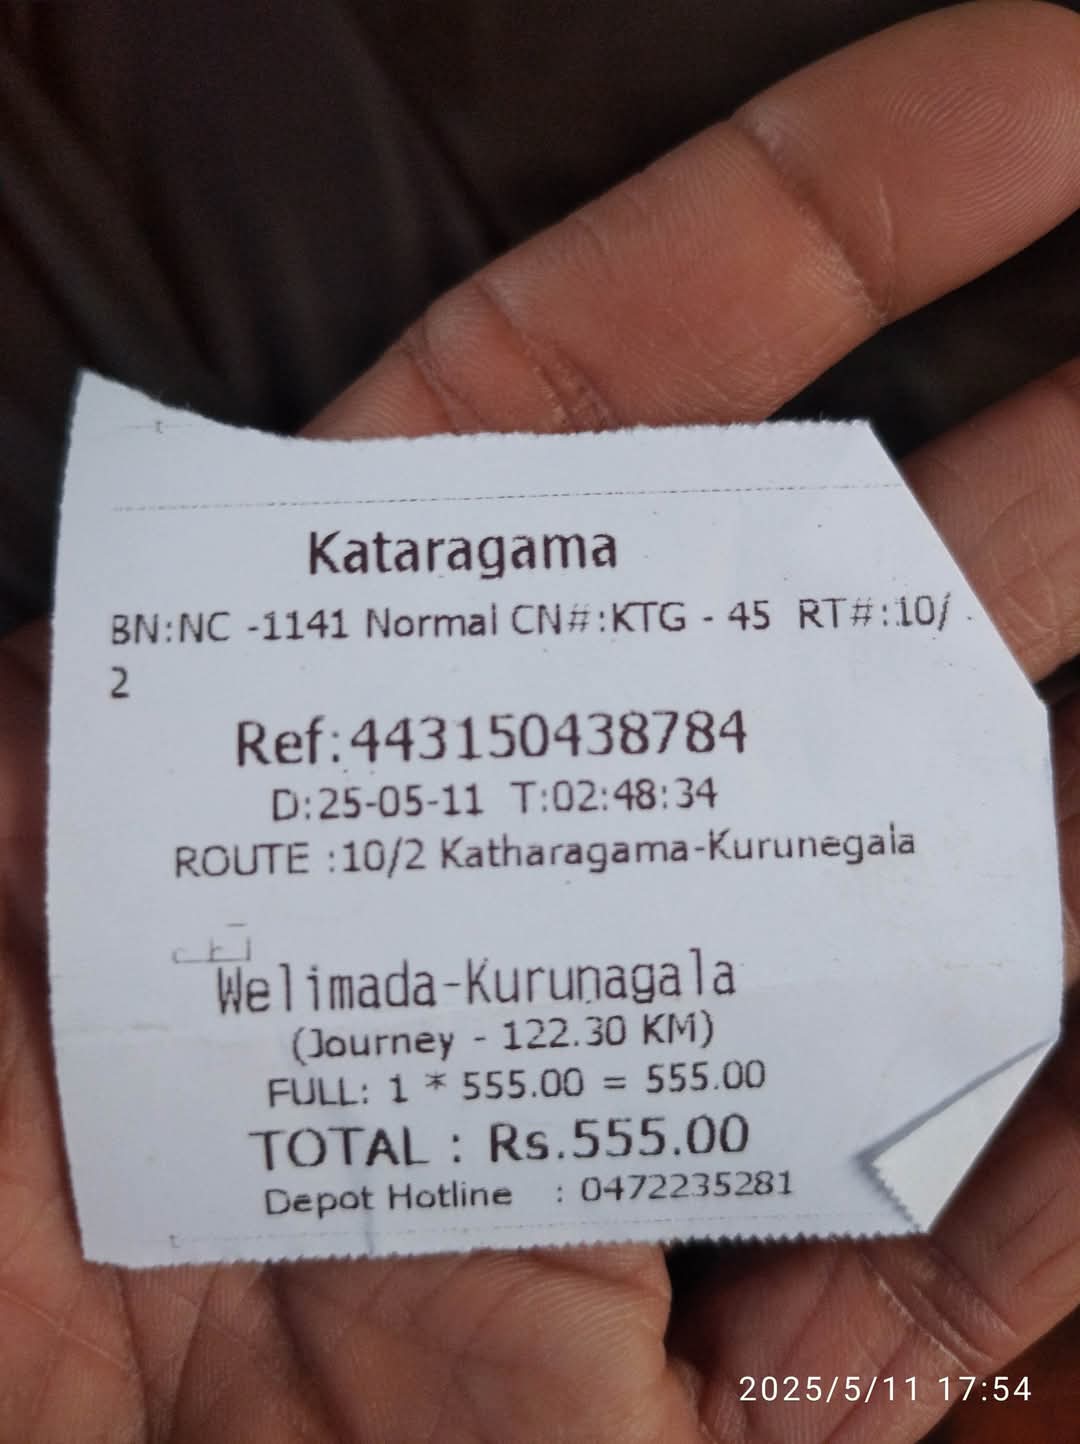 Kataragama
BN:NC -1141 Normal CN#:KTG - 45 RT#:10/
2
Ref:443150438784
D:25-05-11 T:02:48:34
ROUTE :10/2 Katharagama-Kurunegala
Welimada-Kurunagala
(Journey - 122.30 KM)
FULL: 1 * 555.00 = 555.00
TOTAL : Rs.555.00
Depot Hotline : 0472235281
2025/5/11 17:54